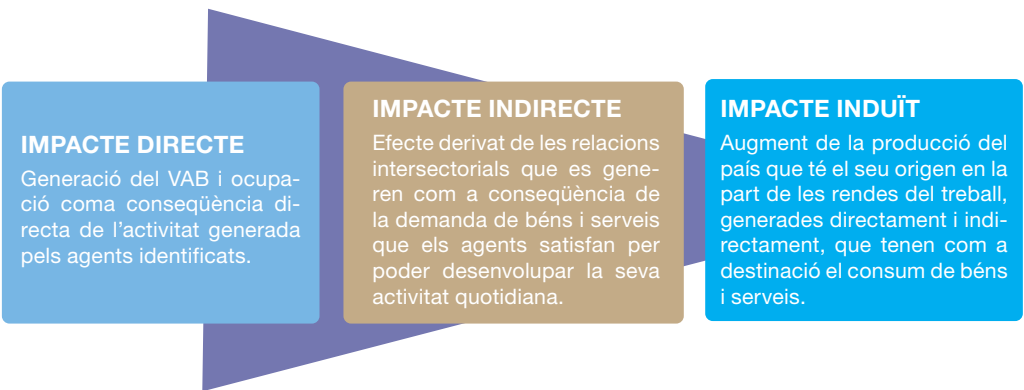 IMPACTE DIRECTE
Generació del VAB i ocupa-
ció coma conseqüència di-
recta de l'activitat generada
pels agents identificats.
IMPACTE INDIRECTE
Efecte derivat de les relacions
intersectorials que es gene-
ren com a conseqüència de
la demanda de béns i serveis
que els agents satisfan per
poder desenvolupar la seva
activitat quotidiana.
IMPACTE INDUÏT
Augment de la producció del
país que té el seu origen en la
part de les rendes del treball,
generades directament i indi-
rectament, que tenen com a
destinació el consum de béns
i serveis.